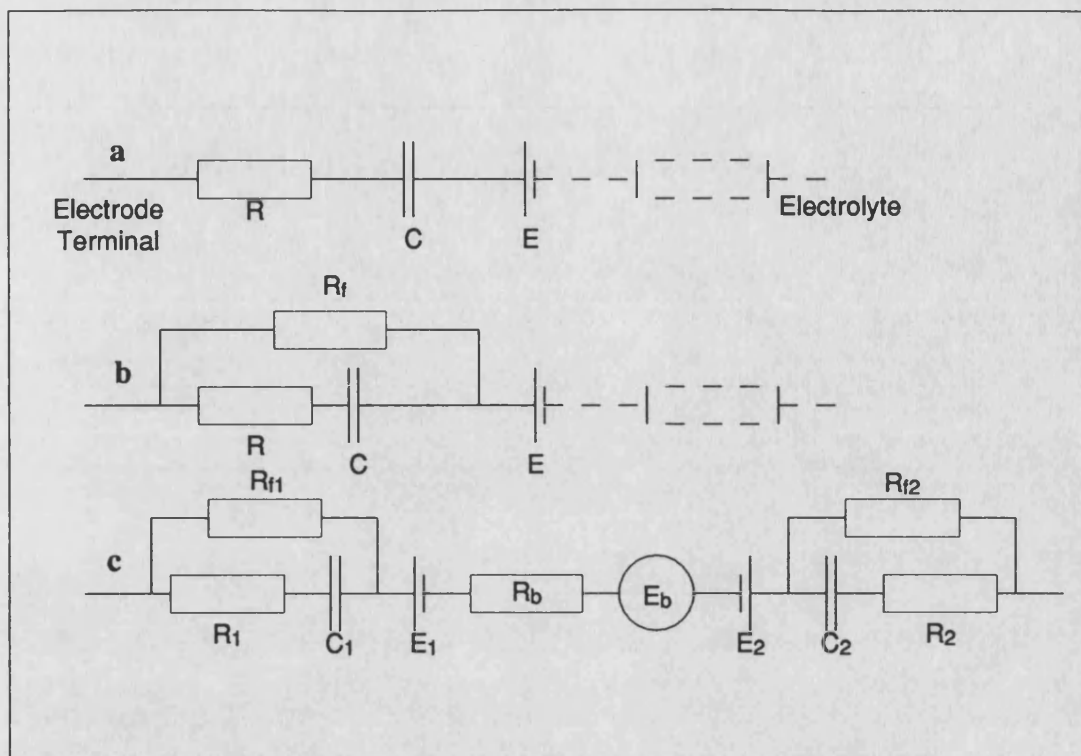 a
Electrode
Terminal
R
C
E
Electrolyte
Rf
b
R
C
E
Rf1
Rf2
c
R1
C1
E1
Rb
Eb
E2
C2
R2